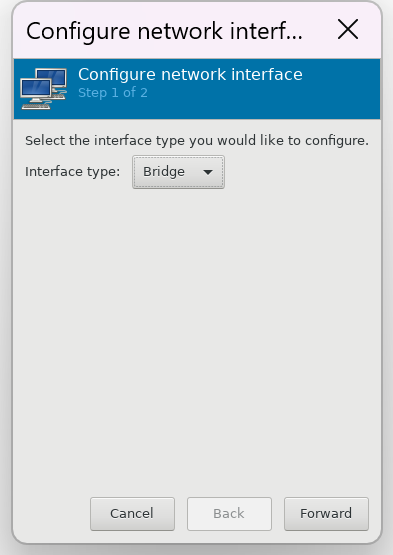 Configure network interf...
Configure network interface
Step 1 of 2
Select the interface type you would like to configure.
Interface type: Bridge
Cancel Back Forward